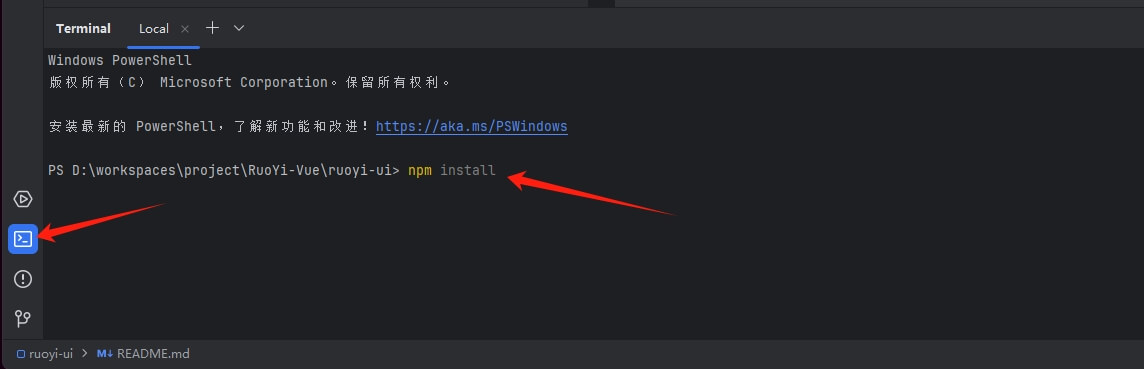 Terminal Local
Windows PowerShell
版权所有（C） Microsoft Corporation。保留所有权利。
安装最新的 PowerShell，了解新功能和改进！https://aka.ms/PSWindows
PS D:\workspaces\project\RuoYi-Vue\ruoyi-ui> npm install
ruoyi-ui > M↓ README.md